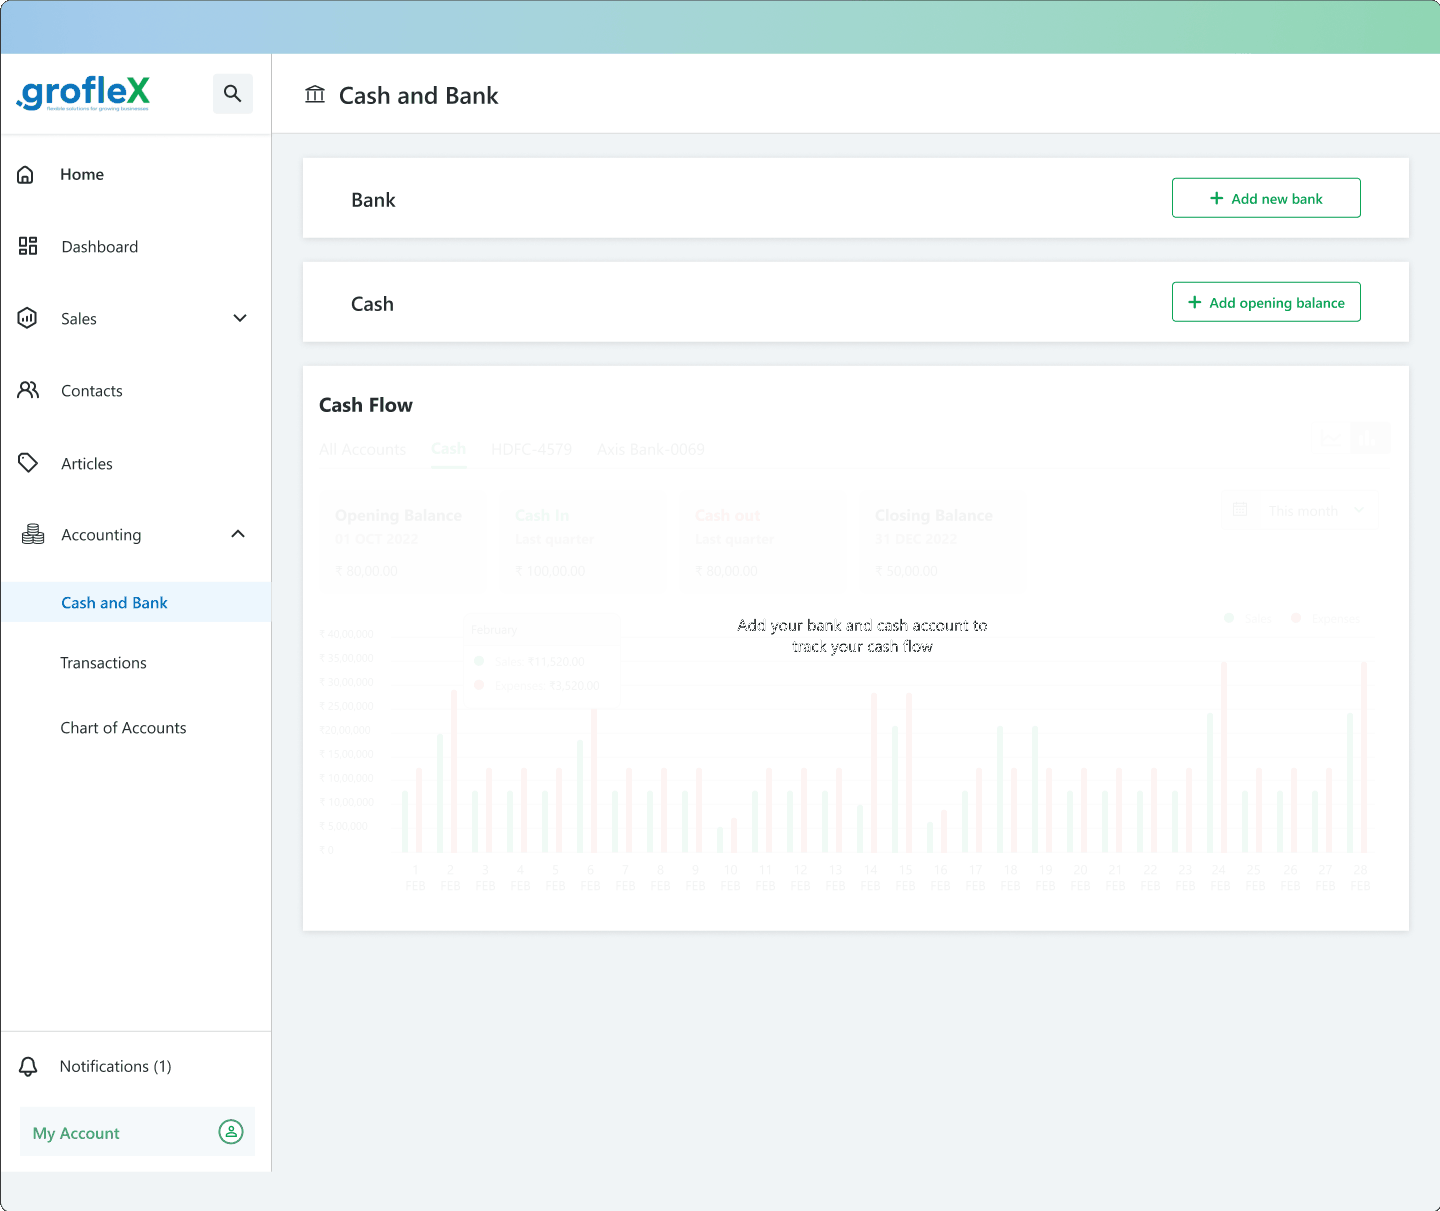 .groflex
flexible solutions for growing businesses
Cash and Bank
Home
Dashboard
Sales
Contacts
Articles
Accounting
Cash and Bank
Transactions
Chart of Accounts
Notifications (1)
My Account
Bank
+ Add new bank
Cash
+ Add opening balance
Cash Flow
All Accounts Cash HDFC-4579 Axis Bank-0069
Opening Balance Cash In Cash out Closing Balance
01 OCT 2022 Last quarter Last quarter 31 DEC 2022
₹ 80,00.00 ₹ 100,00.00 ₹ 80,00.00 ₹ 50,00.00
This month
Add your bank and cash account to
track your cash flow
February
Sales ₹11,520.00
Expenses ₹3,520.00
Sales Expenses
₹ 40,00,000
₹ 35,00,000
₹ 30,00,000
₹ 25,00,000
₹20,00,000
₹ 15,00,000
₹ 10,00,000
₹ 10,00,000
₹ 5,00,000
₹ 0
1 2 3 4 5 6 7 8 9 10 11 12 13 14 15 16 17 18 19 20 21 22 23 24 25 26 27 28
FEB FEB FEB FEB FEB FEB FEB FEB FEB FEB FEB FEB FEB FEB FEB FEB FEB FEB FEB FEB FEB FEB FEB FEB FEB FEB FEB FEB